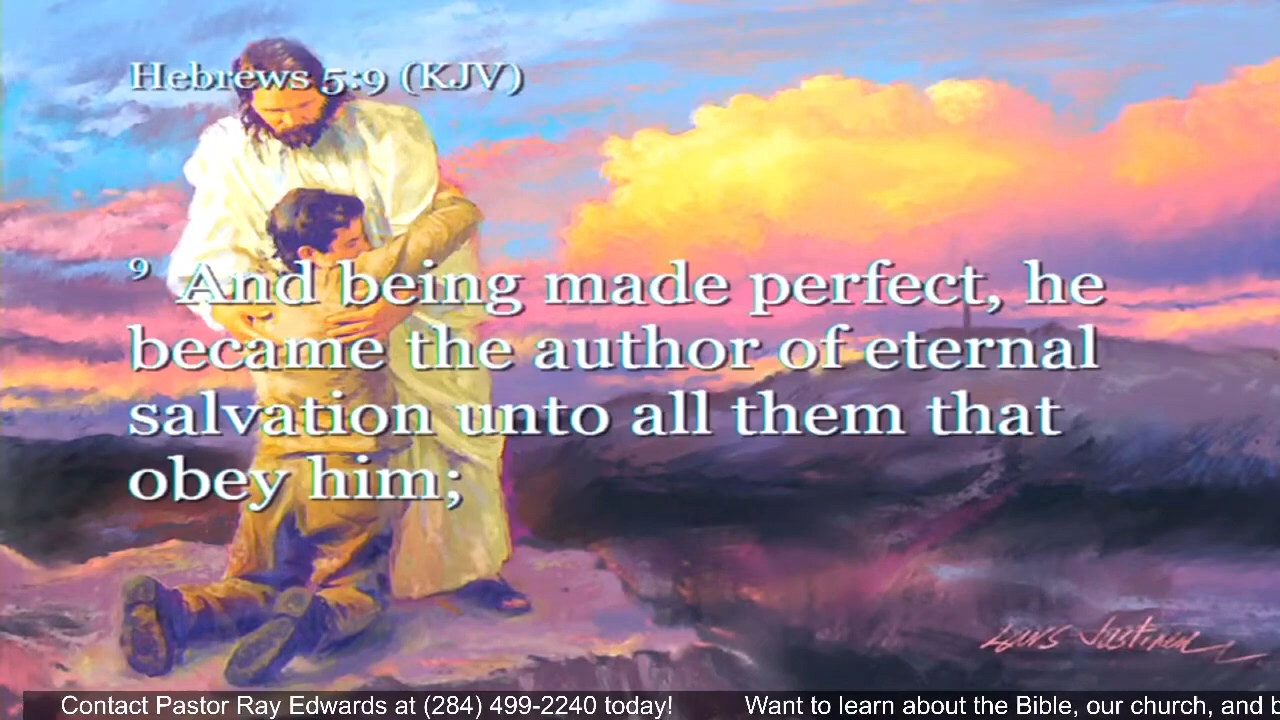 Hebrews 5:9 (KJV)
9 And being made perfect, he
became the author of eternal
salvation unto all them that
obey him;
Lars Justinen
Contact Pastor Ray Edwards at (284) 499-2240 today! Want to learn about the Bible, our church, and b